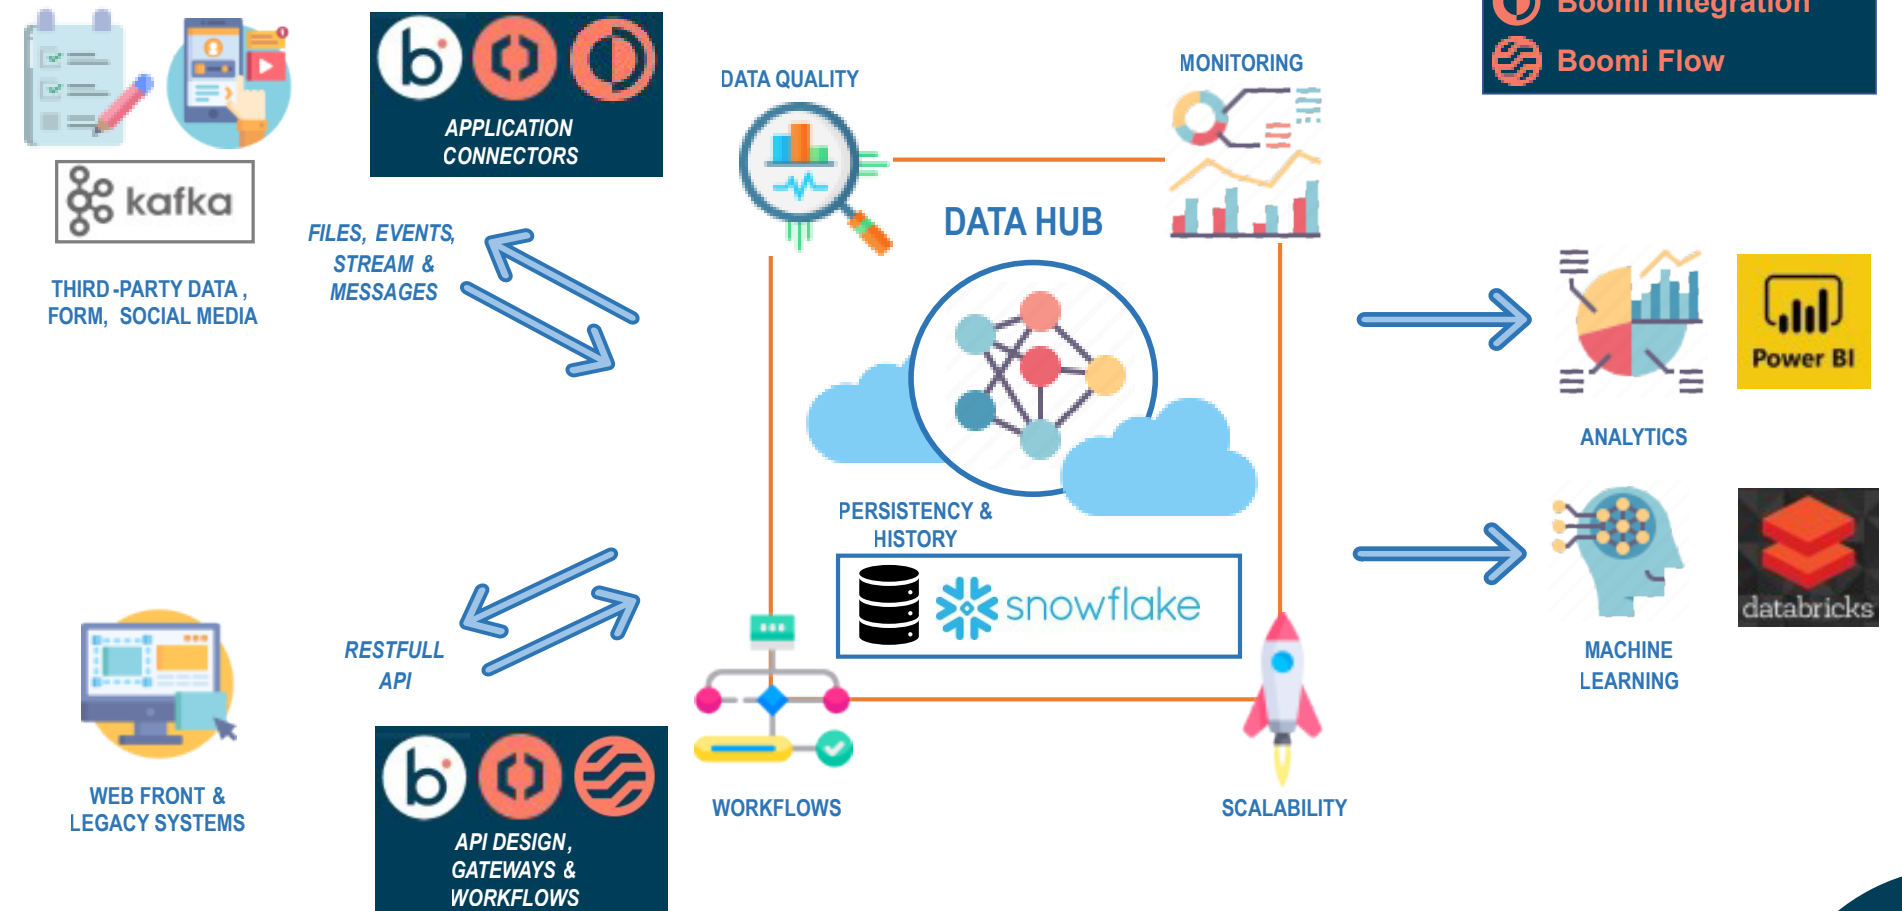 Boomi Integration
Boomi Flow
APPLICATION
CONNECTORS
DATA QUALITY
MONITORING
kafka
THIRD-PARTY DATA,
FORM, SOCIAL MEDIA
FILES, EVENTS,
STREAM &
MESSAGES
DATA HUB
Power BI
ANALYTICS
PERSISTENCY &
HISTORY
snowflake
databricks
MACHINE
LEARNING
RESTFULL
API
WEB FRONT &
LEGACY SYSTEMS
b
API DESIGN,
GATEWAYS &
WORKFLOWS
WORKFLOWS
SCALABILITY
b